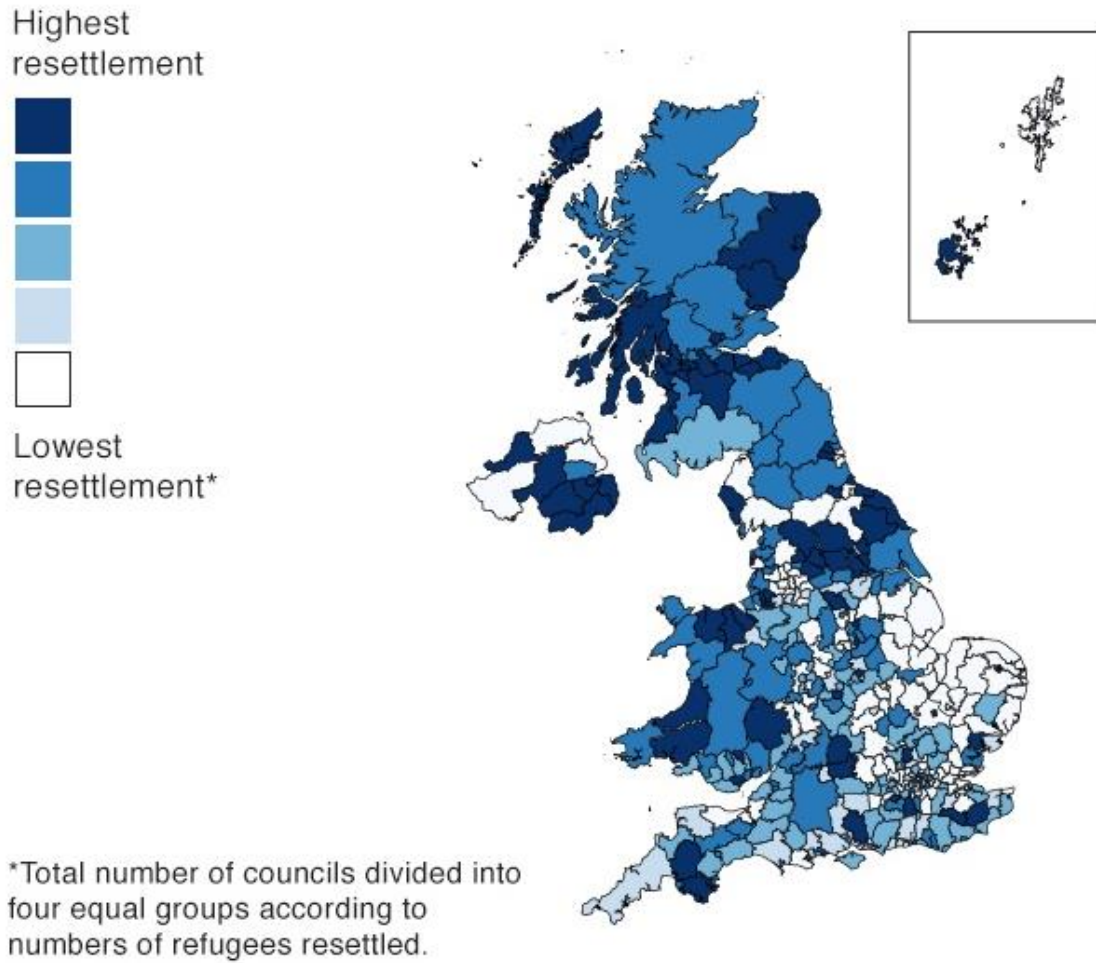 Highest
resettlement
Lowest
resettlement*
*Total number of councils divided into
four equal groups according to
numbers of refugees resettled.